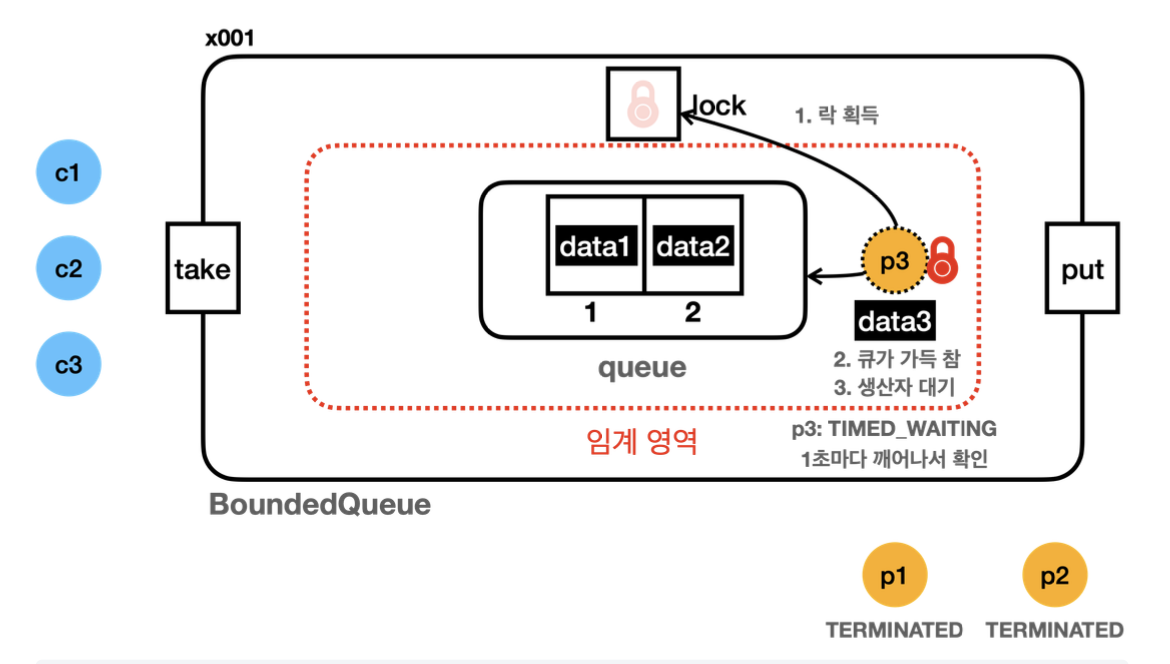 x001
lock
1. 락 획득
c1
c2
c3
take
data1
data2
1
2
queue
p3
data3
2. 큐가 가득 참
3. 생산자 대기
put
임계 영역
p3: TIMED_WAITING
1초마다 깨어나서 확인
BoundedQueue
p1
p2
TERMINATED
TERMINATED